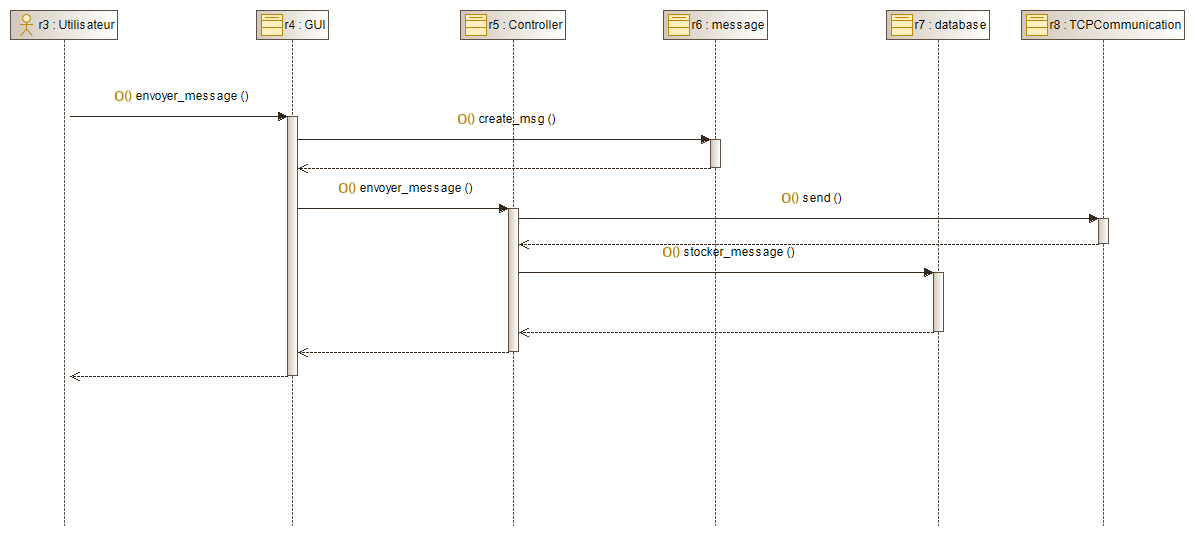 r3 : Utilisateur
r4 : GUI
r5 : Controller
r6 : message
r7 : database
r8 : TCPCommunication
O() envoyer_message ()
O() create_msg ()
O() envoyer_message ()
O() send ()
O() stocker_message ()